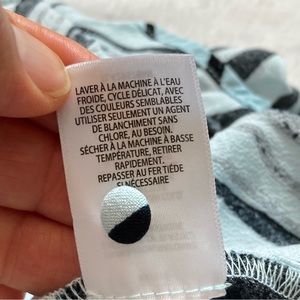 LAVER À LA MACHINE À L'EAU
FROIDE, CYCLE DÉLICAT, AVEC
DES COULEURS SEMBLABLES
UTILISER SEULEMENT UN AGENT
DE BLANCHIMENT SANS
CHLORE, AU BESOIN.
SÉCHER À LA MACHINE À BASSE
TEMPÉRATURE, RETIRER
RAPIDEMENT.
REPASSER AU FER TIÈDE
SI NÉCESSAIRE